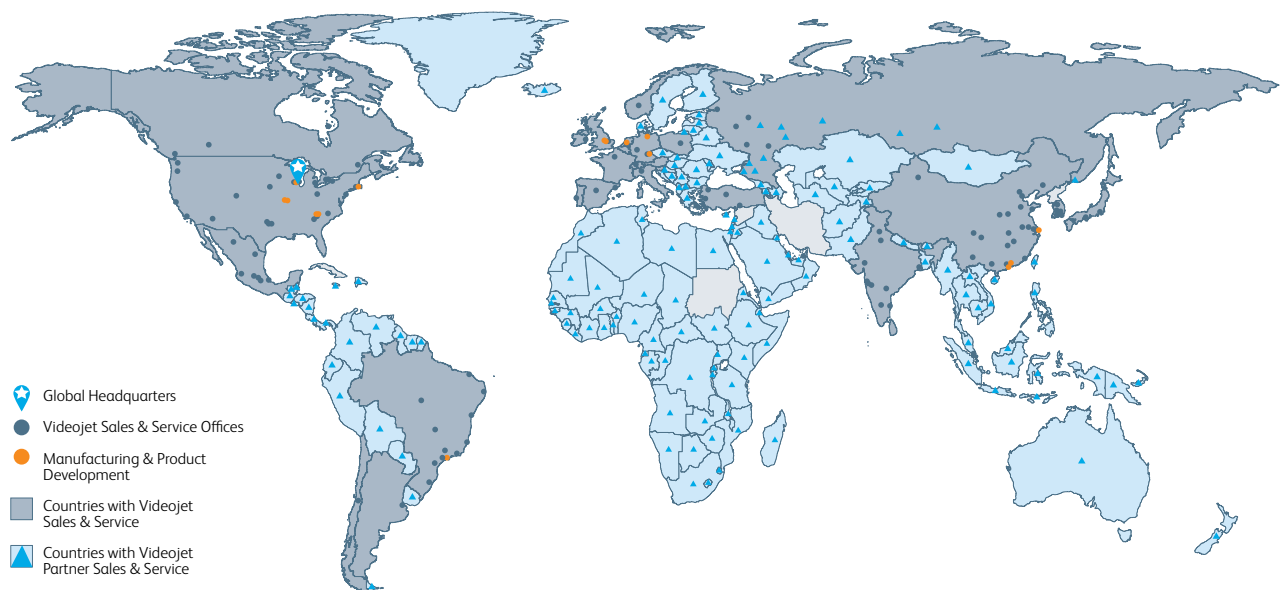 Global Headquarters
Videojet Sales & Service Offices
Manufacturing & Product
Development
Countries with Videojet
Sales & Service
Countries with Videojet
Partner Sales & Service